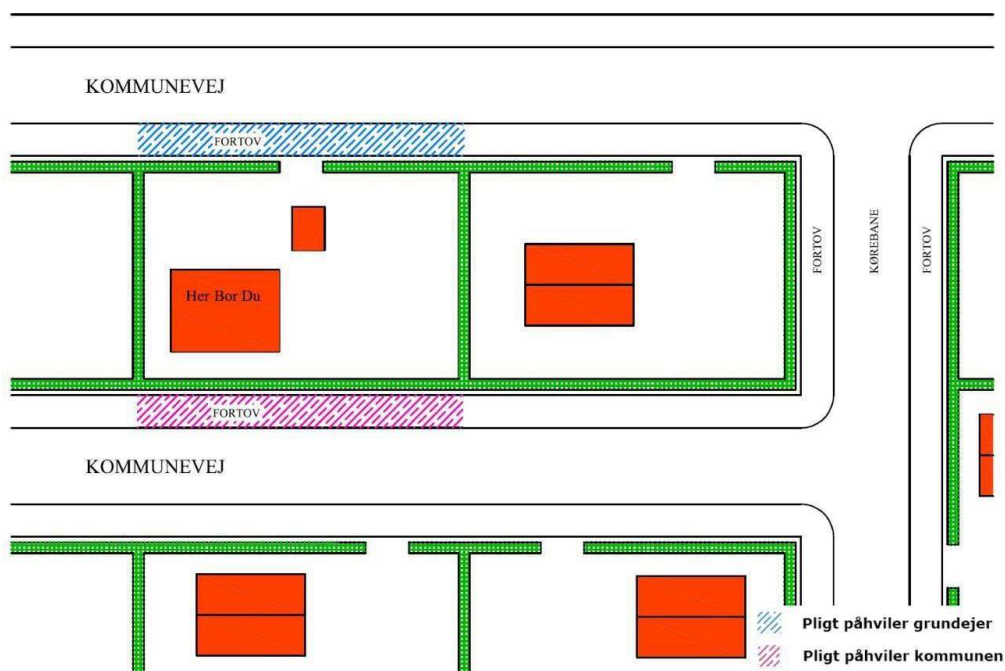 KOMMUNEVEJ
FORTOV
Her Bor Du
FORTOV
KØREBANE
FORTOV
FORTOV
KOMMUNEVEJ
Pligt påhviler grundejer
Pligt påhviler kommunen